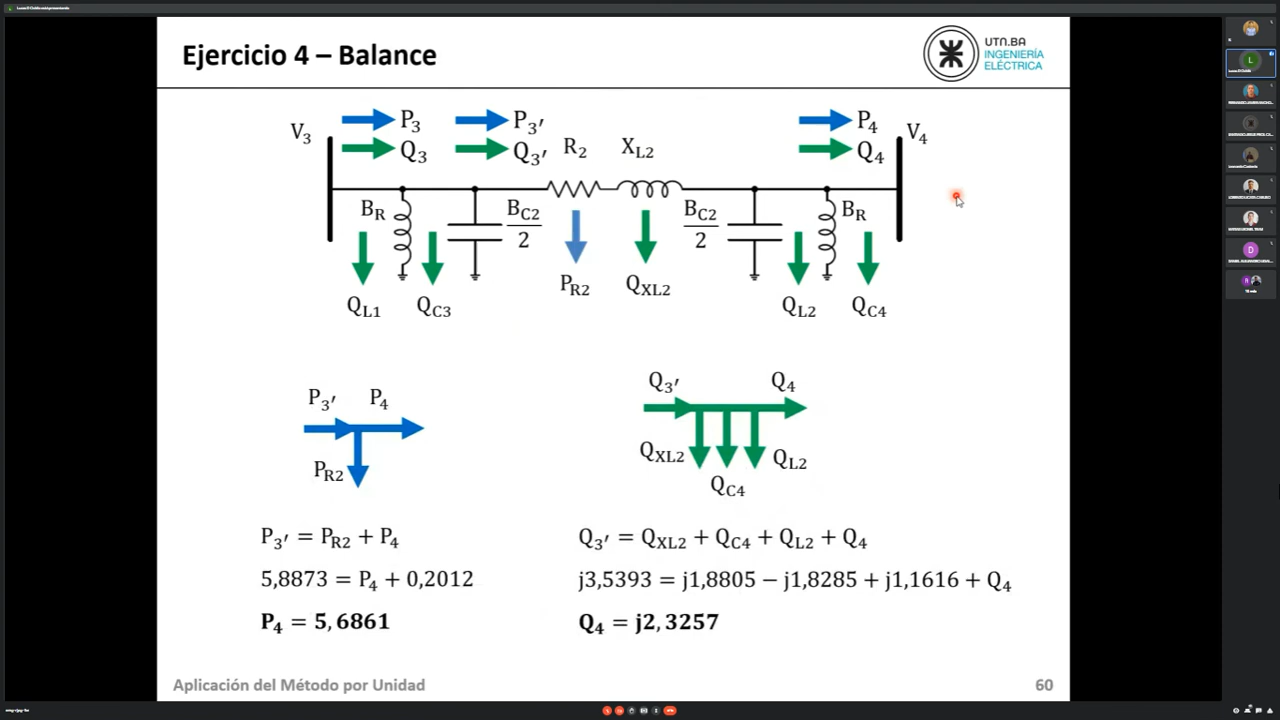 Ejercicio 4 – Balance
UTN.BA
INGENIERÍA
ELÉCTRICA
V3 P3 P3′ P4 V4
Q3 Q3′ R2 XL2 Q4
BR BC2/2 BC2/2 BR
QL1 QC3 PR2 QXL2 QL2 QC4
P3′ P4
PR2
Q3′ Q4
QXL2 QL2
QC4
P3′ = PR2 + P4
5,8873 = P4 + 0,2012
P4 = 5,6861
Q3′ = QXL2 + QC4 + QL2 + Q4
j3,5393 = j1,8805 − j1,8285 + j1,1616 + Q4
Q4 = j2,3257
Aplicación del Método por Unidad 60